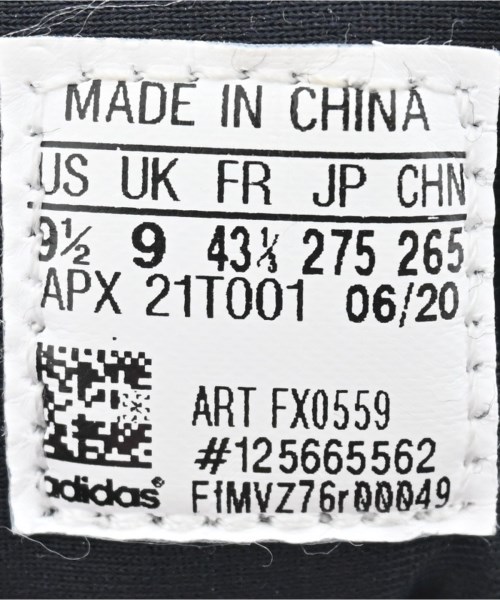 MADE IN CHINA
US UK FR JP CHN
9½ 9 43⅓ 275 265
APX 21T001 06/20
ART FX0559
#125665562
F1MVZ76r00049
adidas®